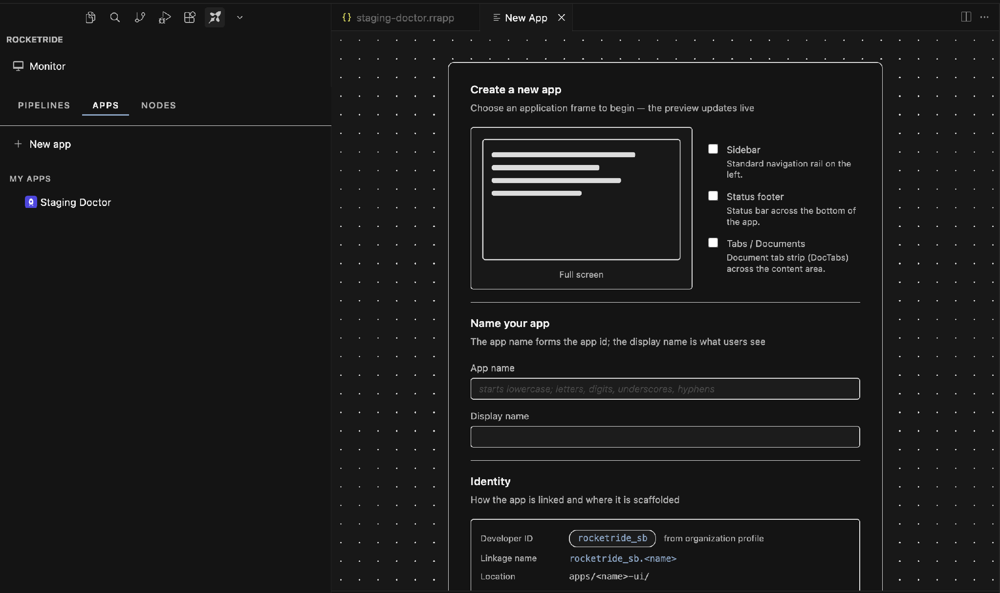 staging-doctor.rrapp
New App
ROCKETRIDE
Monitor
PIPELINES
APPS
NODES
New app
MY APPS
Staging Doctor
Create a new app
Choose an application frame to begin — the preview updates live
Full screen
Sidebar
Standard navigation rail on the
left.
Status footer
Status bar across the bottom of
the app.
Tabs / Documents
Document tab strip (DocTabs)
across the content area.
Name your app
The app name forms the app id; the display name is what users see
App name
starts lowercase; letters, digits, underscores, hyphens
Display name
Identity
How the app is linked and where it is scaffolded
Developer ID rocketride_sb from organization profile
Linkage name rocketride_sb.<name>
Location apps/<name>-ui/